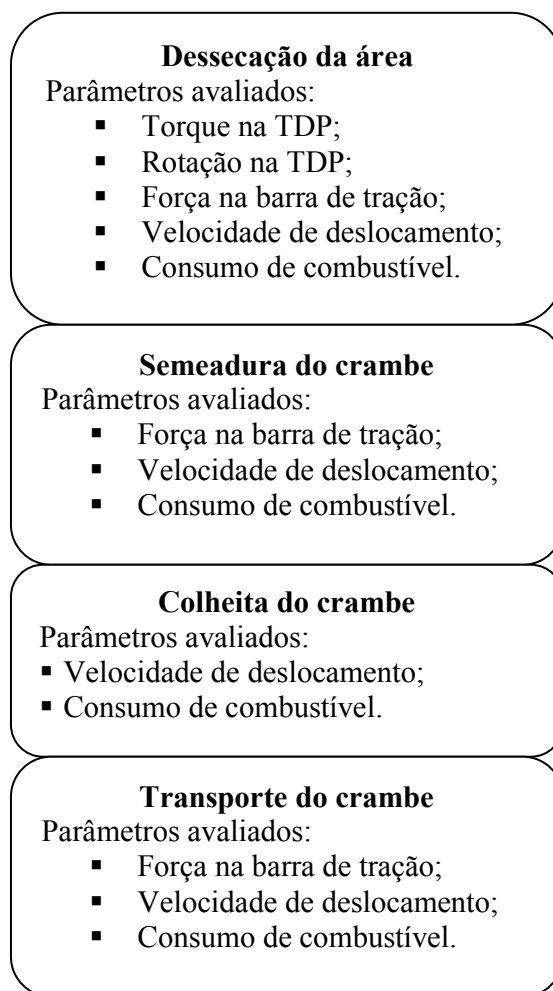 Dessecação da área
Parâmetros avaliados:
▪ Torque na TDP;
▪ Rotação na TDP;
▪ Força na barra de tração;
▪ Velocidade de deslocamento;
▪ Consumo de combustível.
Semeadura do crambe
Parâmetros avaliados:
▪ Força na barra de tração;
▪ Velocidade de deslocamento;
▪ Consumo de combustível.
Colheita do crambe
Parâmetros avaliados:
▪ Velocidade de deslocamento;
▪ Consumo de combustível.
Transporte do crambe
Parâmetros avaliados:
▪ Força na barra de tração;
▪ Velocidade de deslocamento;
▪ Consumo de combustível.